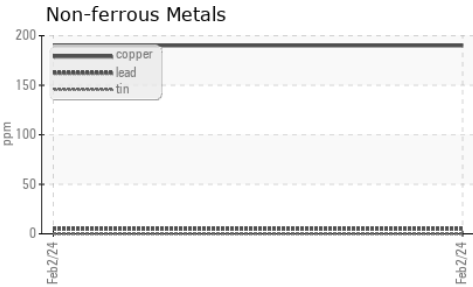 Non-ferrous Metals
200
copper
lead
tin
150
ppm
100
50
0
Feb2/24
Feb2/24